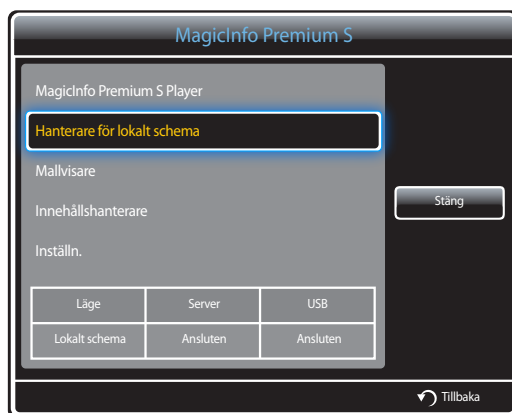 MagicInfo Premium S
MagicInfo Premium S Player
Hanterare för lokalt schema
Mallvisare
Innehållshanterare
Inställn.
Stäng
Läge Server USB
Lokalt schema Ansluten Ansluten
Tillbaka